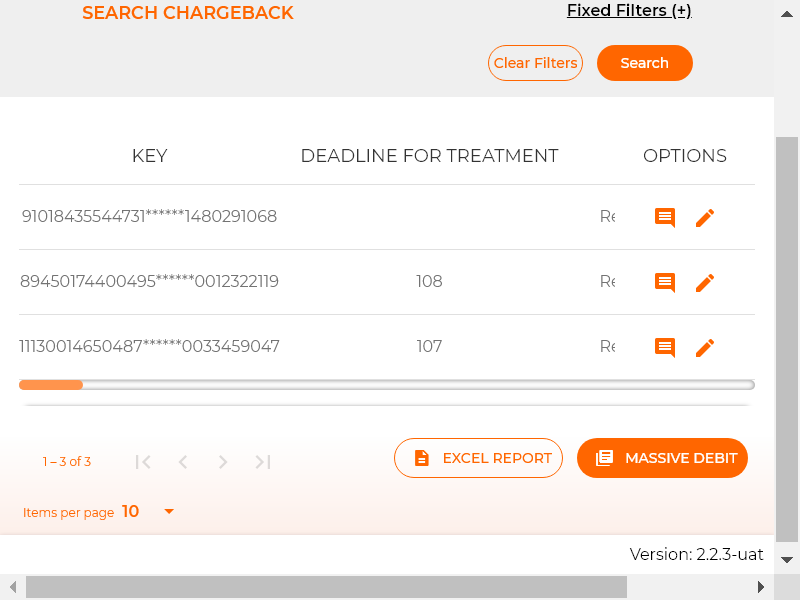 SEARCH CHARGEBACK
Fixed Filters (+)
Clear Filters
Search
KEY
DEADLINE FOR TREATMENT
OPTIONS
91018435544731******1480291068
Re
89450174400495******0012322119
108
Re
11130014650487******0033459047
107
Re
1 – 3 of 3
EXCEL REPORT
MASSIVE DEBIT
Items per page 10
Version: 2.2.3-uat